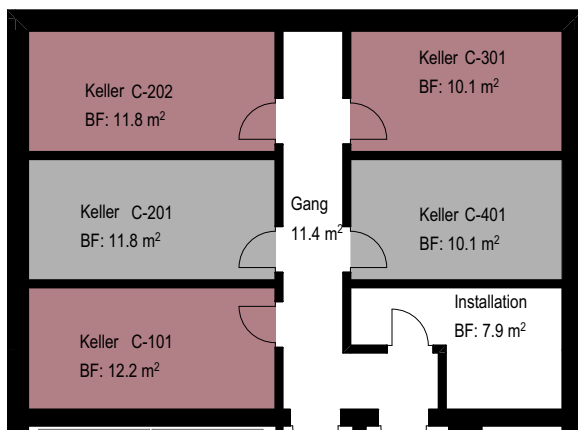 Keller C-202
BF: 11.8 m²
Keller C-301
BF: 10.1 m²
Keller C-201
BF: 11.8 m²
Gang
11.4 m²
Keller C-401
BF: 10.1 m²
Keller C-101
BF: 12.2 m²
Installation
BF: 7.9 m²